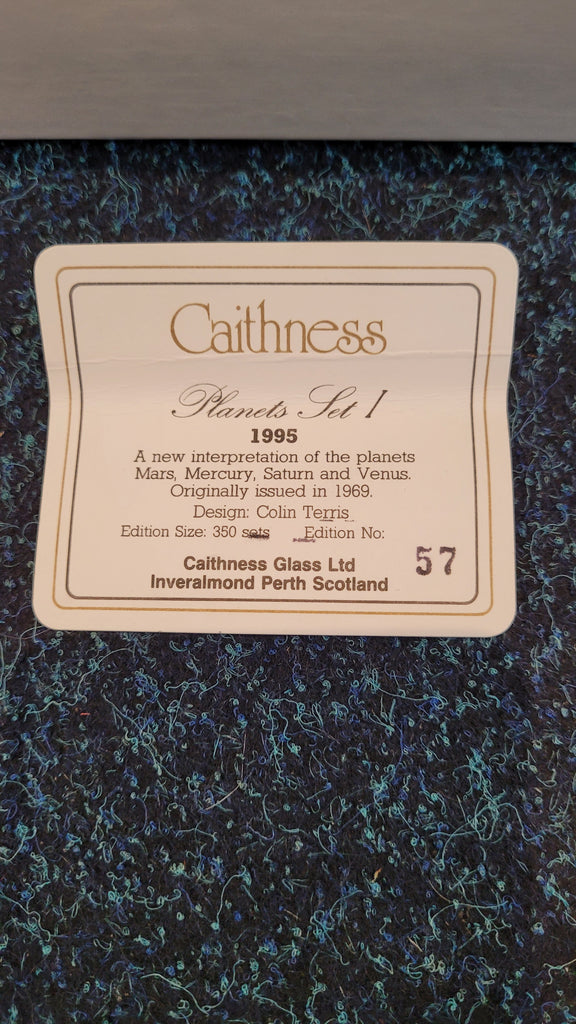 Caithness
Planets Set I
1995
A new interpretation of the planets
Mars, Mercury, Saturn and Venus.
Originally issued in 1969.
Design: Colin Terris
Edition Size: 350 sets Edition No: 57
Caithness Glass Ltd
Inveralmond Perth Scotland